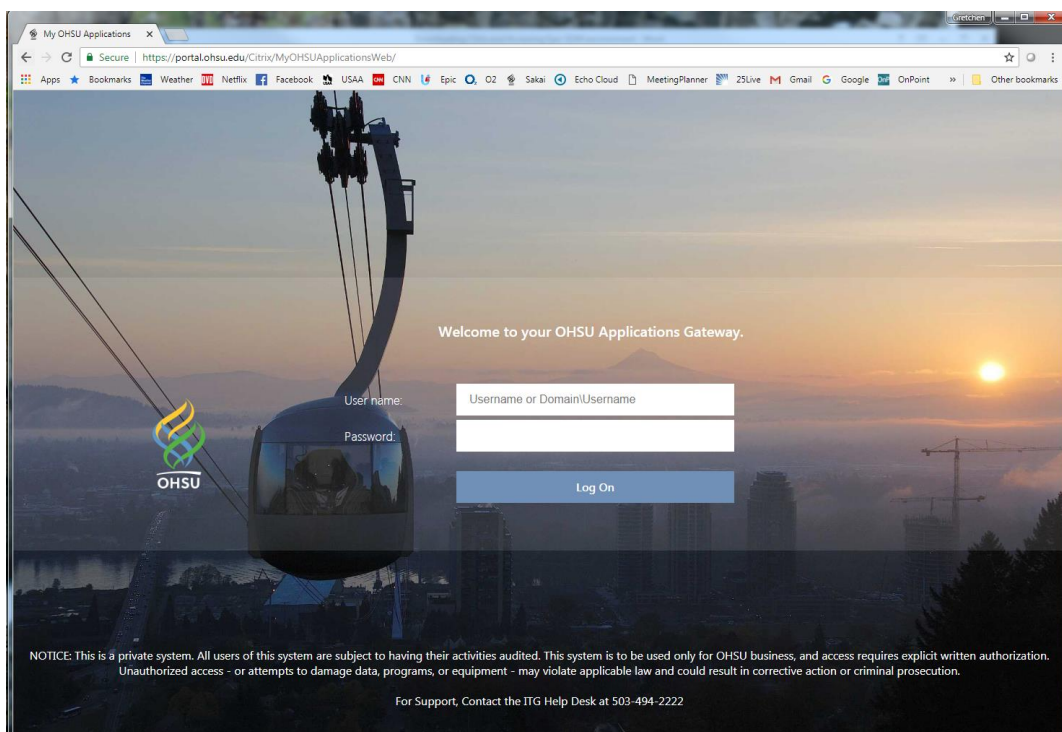 Gretchen
My OHSU Applications
Secure | https://portal.ohsu.edu/Citrix/MyOHSUApplicationsWeb/
Apps Bookmarks Weather Netflix Facebook USAA CNN Epic O2 Sakai Echo Cloud MeetingPlanner 25Live Gmail Google OnPoint » Other bookmarks
Welcome to your OHSU Applications Gateway.
User name: Username or Domain\Username
Password:
OHSU
Log On
NOTICE: This is a private system. All users of this system are subject to having their activities audited. This system is to be used only for OHSU business, and access requires explicit written authorization.
Unauthorized access - or attempts to damage data, programs, or equipment - may violate applicable law and could result in corrective action or criminal prosecution.
For Support, Contact the ITG Help Desk at 503-494-2222